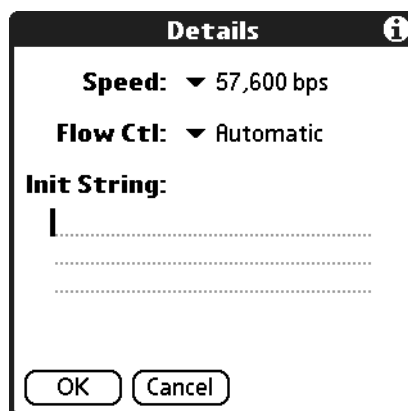 Details
Speed: 57,600 bps
Flow Ctl: Automatic
Init String:
OK Cancel